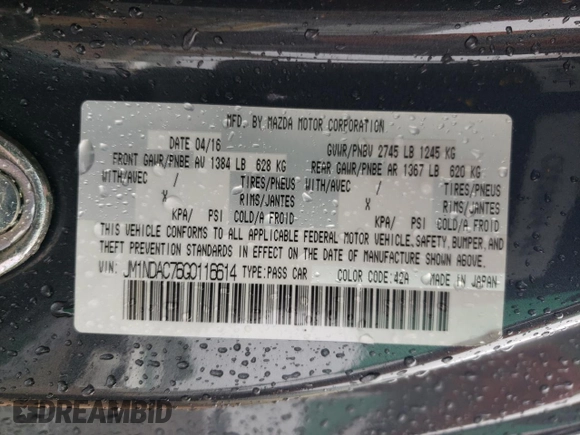 MFD. BY MAZDA MOTOR CORPORATION
DATE 04/16 GVWR/PNBV 2745 LB 1245 KG
FRONT GAWR/PNBE AV 1384 LB 628 KG REAR GAWR/PNBE AR 1367 LB 620 KG
WITH/AVEC / TIRES/PNEUS WITH/AVEC / TIRES/PNEUS
RIMS/JANTES RIMS/JANTES
KPA/ PSI COLD/A FROID KPA/ PSI COLD/A FROID
THIS VEHICLE CONFORMS TO ALL APPLICABLE FEDERAL MOTOR VEHICLE SAFETY, BUMPER, AND
THEFT PREVENTION STANDARDS IN EFFECT ON THE DATE OF MANUFACTURE SHOWN ABOVE.
VIN: JM1NDAC76G0116614 TYPE:PASS CAR COLOR CODE:42A MADE IN JAPAN
DREAMBID